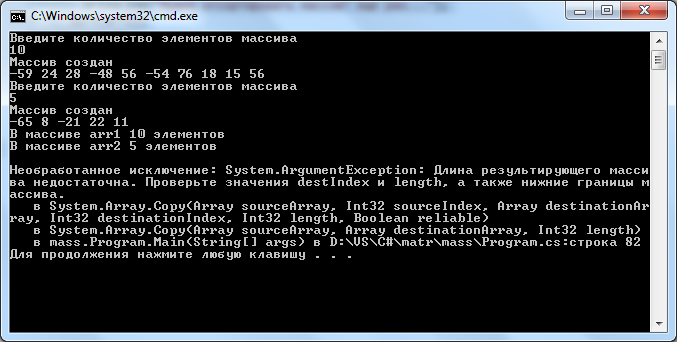 C:\Windows\system32\cmd.exe
Введите количество элементов массива
10
Массив создан
-59 24 28 -48 56 -54 76 18 15 56
Введите количество элементов массива
5
Массив создан
-65 8 -21 22 11
В массиве arr1 10 элементов
В массиве arr2 5 элементов
Необработанное исключение: System.ArgumentException: Длина результирующего масси
ва недостаточна. Проверьте значения destIndex и length, а также нижние границы м
ассива.
в System.Array.Copy(Array sourceArray, Int32 sourceIndex, Array destinationAr
ray, Int32 destinationIndex, Int32 length, Boolean reliable)
в System.Array.Copy(Array sourceArray, Array destinationArray, Int32 length)
в mass.Program.Main(String[] args) в D:\VS\C#\matr\mass\Program.cs:строка 82
Для продолжения нажмите любую клавишу . . .